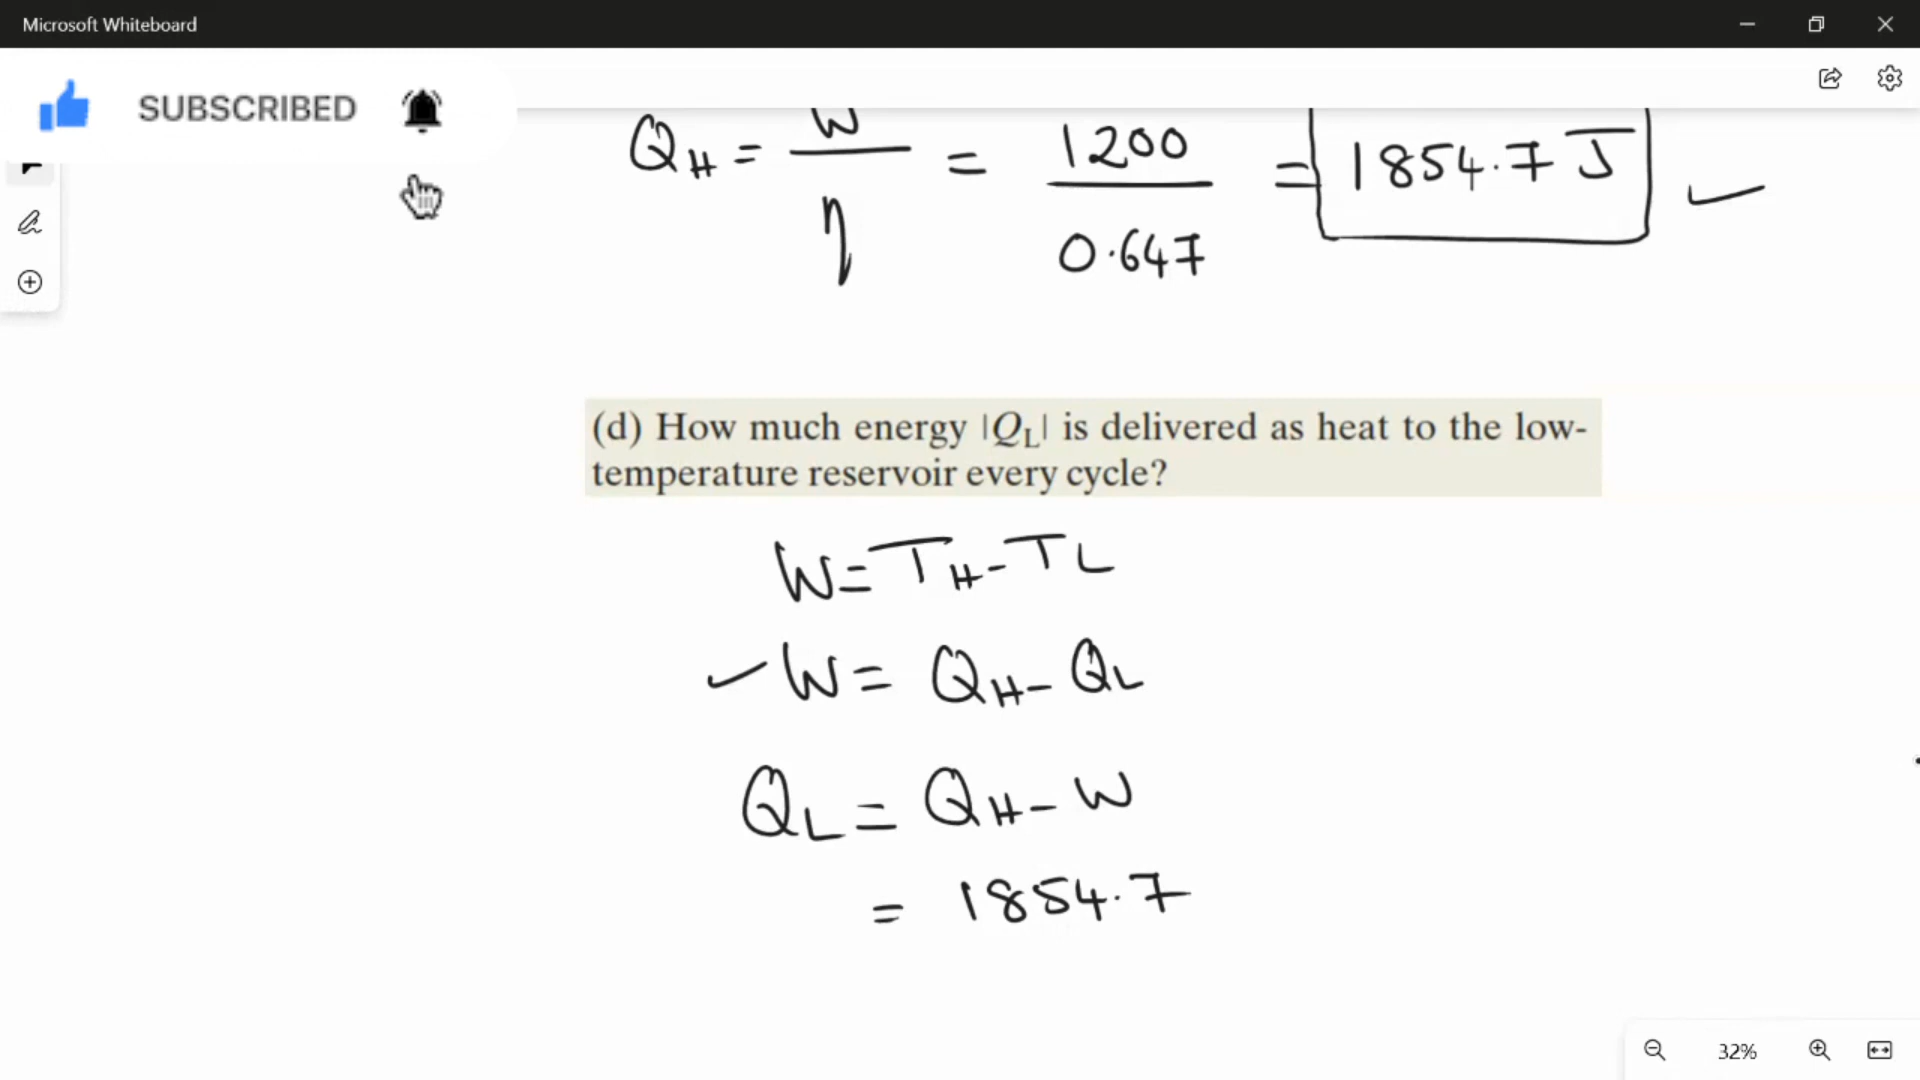 Microsoft Whiteboard
SUBSCRIBED
Q_H = W/η = 1200/0.647 = 1854.7 J
(d) How much energy |Q_L| is delivered as heat to the low-
temperature reservoir every cycle?
W = T_H - T_L
W = Q_H - Q_L
Q_L = Q_H - W
= 1854.7
32%